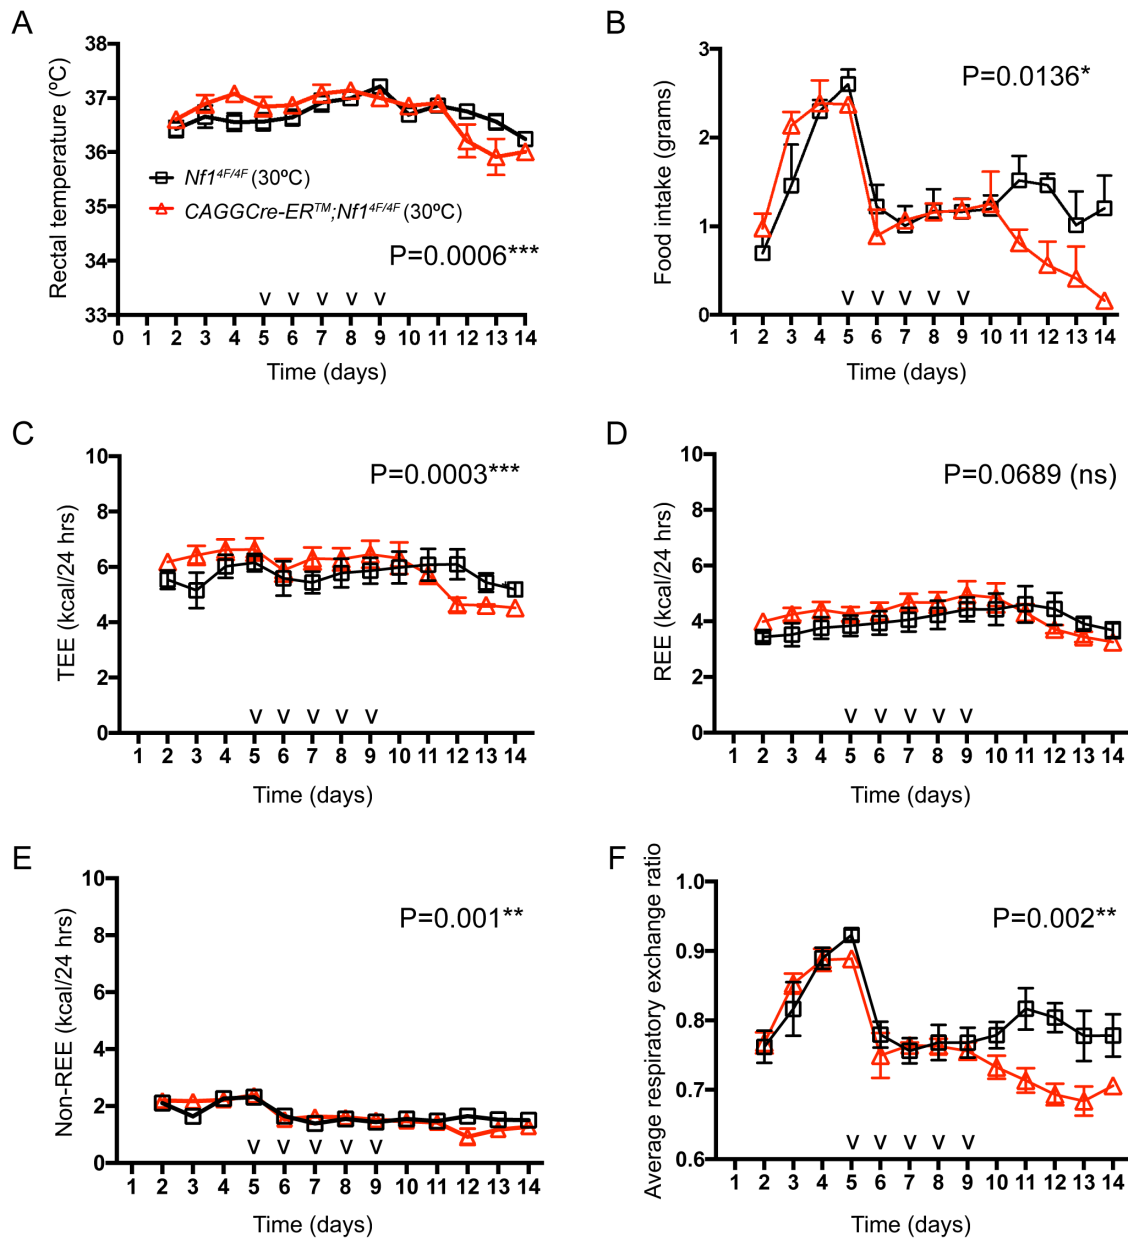 A
Rectal temperature (ºC)
38
37
36
35
34
33
Nf1⁴ᶠ/⁴ᶠ (30ºC)
CAGGCre-ERᵀᴹ;Nf1⁴ᶠ/⁴ᶠ (30ºC)
P=0.0006***
v v v v v
0 1 2 3 4 5 6 7 8 9 10 11 12 13 14
Time (days)
B
Food intake (grams)
3
2
1
0
P=0.0136*
v v v v v
1 2 3 4 5 6 7 8 9 10 11 12 13 14
Time (days)
C
TEE (kcal/24 hrs)
10
8
6
4
2
0
P=0.0003***
v v v v v
1 2 3 4 5 6 7 8 9 10 11 12 13 14
Time (days)
D
REE (kcal/24 hrs)
10
8
6
4
2
0
P=0.0689 (ns)
v v v v v
1 2 3 4 5 6 7 8 9 10 11 12 13 14
Time (days)
E
Non-REE (kcal/24 hrs)
10
8
6
4
2
0
P=0.001**
v v v v v
1 2 3 4 5 6 7 8 9 10 11 12 13 14
Time (days)
F
Average respiratory exchange ratio
1.0
0.9
0.8
0.7
0.6
P=0.002**
v v v v v
1 2 3 4 5 6 7 8 9 10 11 12 13 14
Time (days)